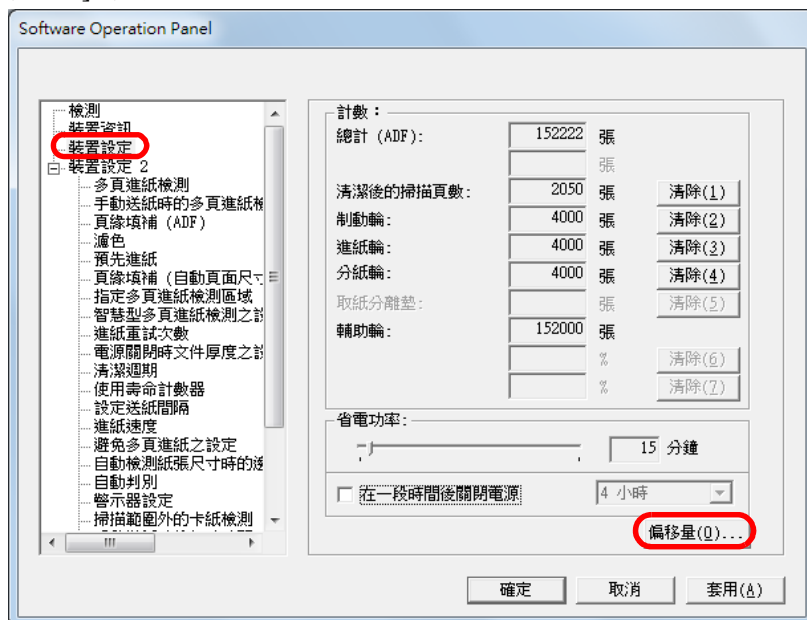 Software Operation Panel
檢測
裝置資訊
裝置設定
裝置設定 2
多頁進紙檢測
手動送紙時的多頁進紙檢
頁緣填補 (ADF)
濾色
預先進紙
頁緣填補 (自動頁面尺寸
指定多頁進紙檢測區域
智慧型多頁進紙檢測之設
進紙重試次數
電源關閉時文件厚度之設
清潔週期
使用壽命計數器
設定送紙間隔
進紙速度
避免多頁進紙之設定
自動檢測紙張尺寸時的邊
自動判別
警示器設定
掃描範圍外的卡紙檢測
計數：
總計 (ADF): 152222 張
張
清潔後的掃描頁數: 2050 張 清除(1)
制動輪: 4000 張 清除(2)
進紙輪: 4000 張 清除(3)
分紙輪: 4000 張 清除(4)
取紙分離墊: 張 清除(5)
輔助輪: 152000 張
% 清除(6)
% 清除(7)
省電功率:
15 分鐘
在一段時間後關閉電源 4 小時
偏移量(O)...
確定 取消 套用(A)